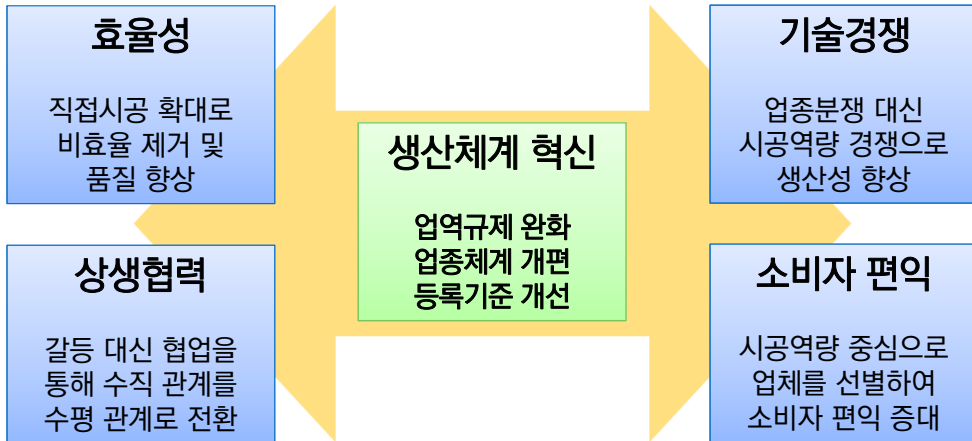 효율성
직접시공 확대로
비효율 제거 및
품질 향상
기술경쟁
업종분쟁 대신
시공역량 경쟁으로
생산성 향상
생산체계 혁신
업역규제 완화
업종체계 개편
등록기준 개선
상생협력
갈등 대신 협업을
통해 수직 관계를
수평 관계로 전환
소비자 편익
시공역량 중심으로
업체를 선별하여
소비자 편익 증대